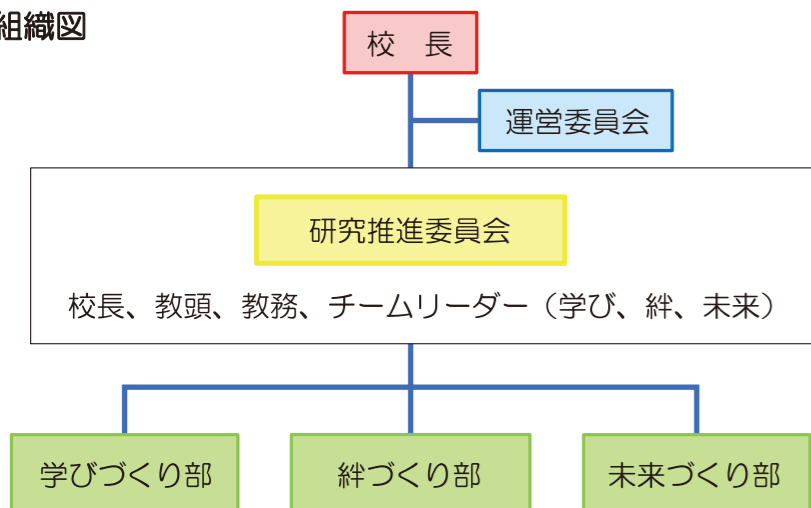 組織図
校 長
運営委員会
研究推進委員会
校長、教頭、教務、チームリーダー（学び、絆、未来）
学びづくり部
絆づくり部
未来づくり部